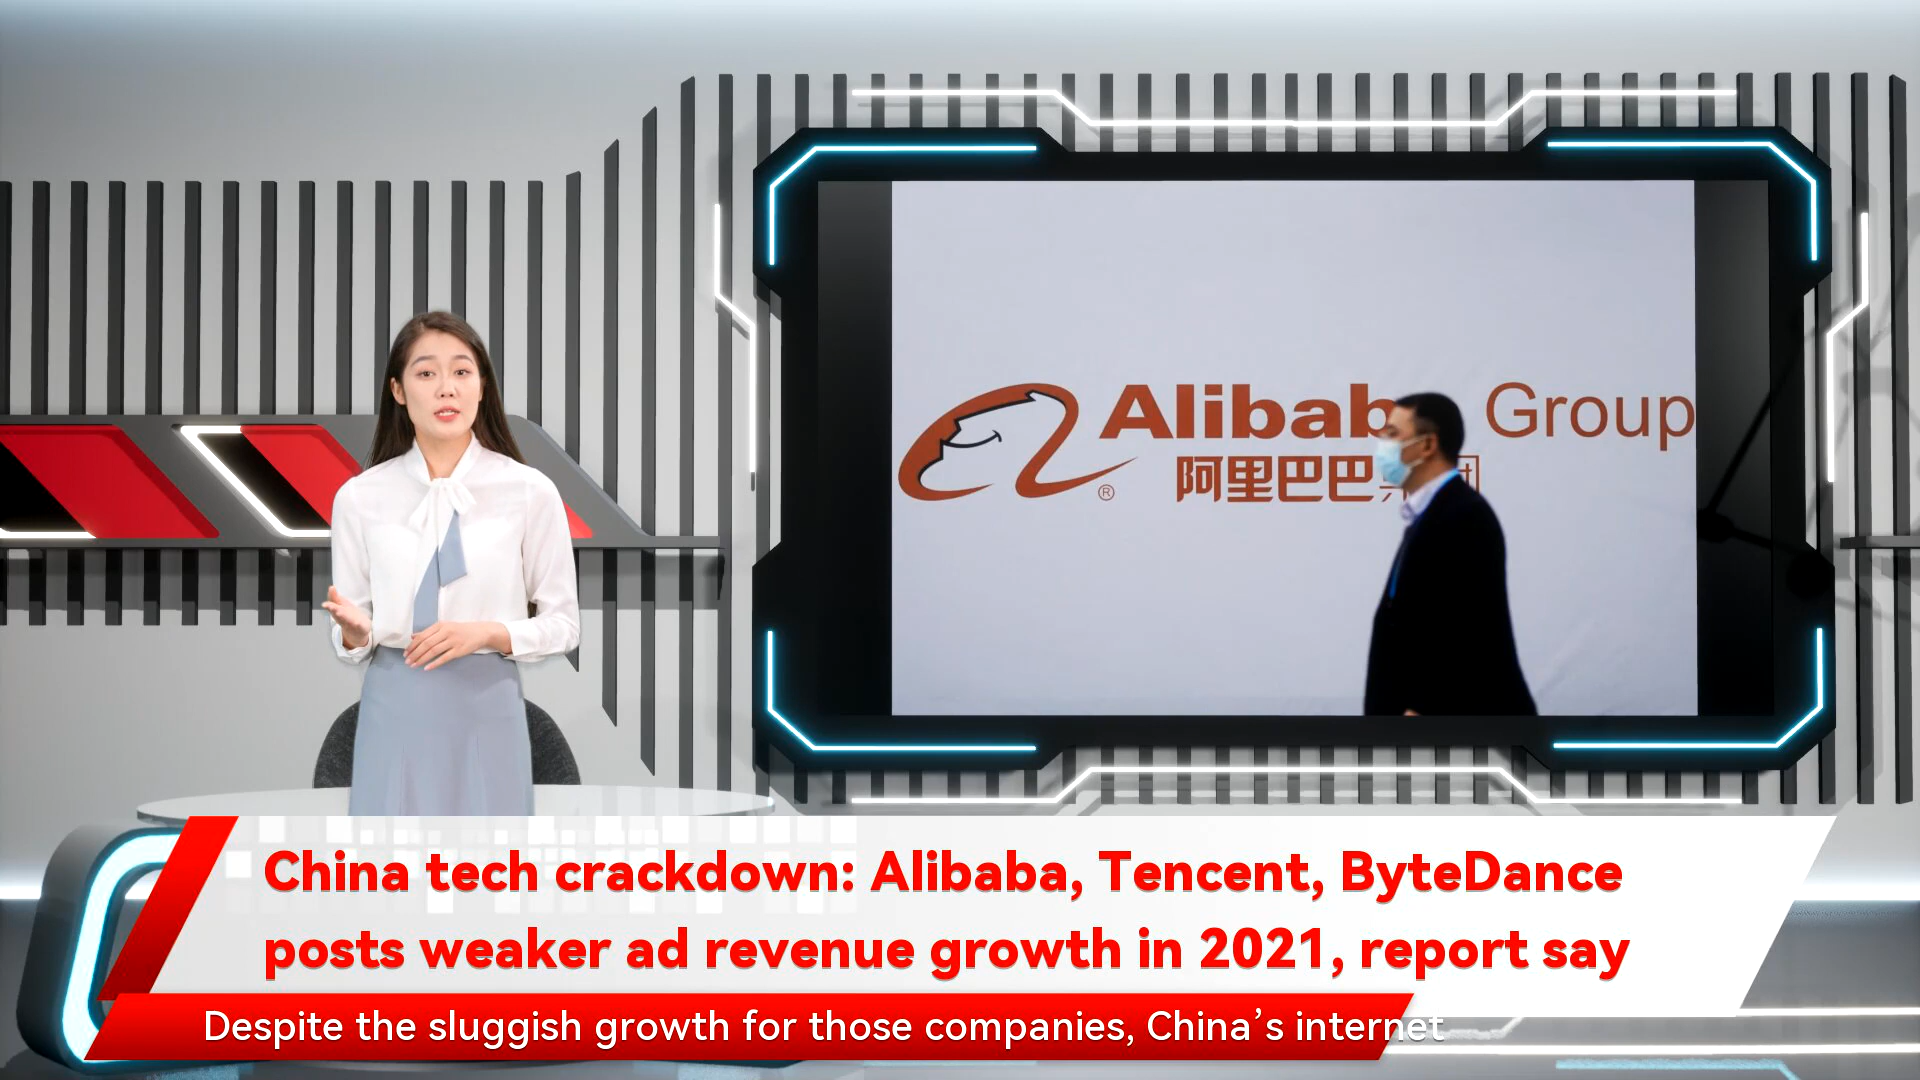 Alibab Group
阿里巴巴
®
China tech crackdown: Alibaba, Tencent, ByteDance
posts weaker ad revenue growth in 2021, report say
Despite the sluggish growth for those companies, China’s internet